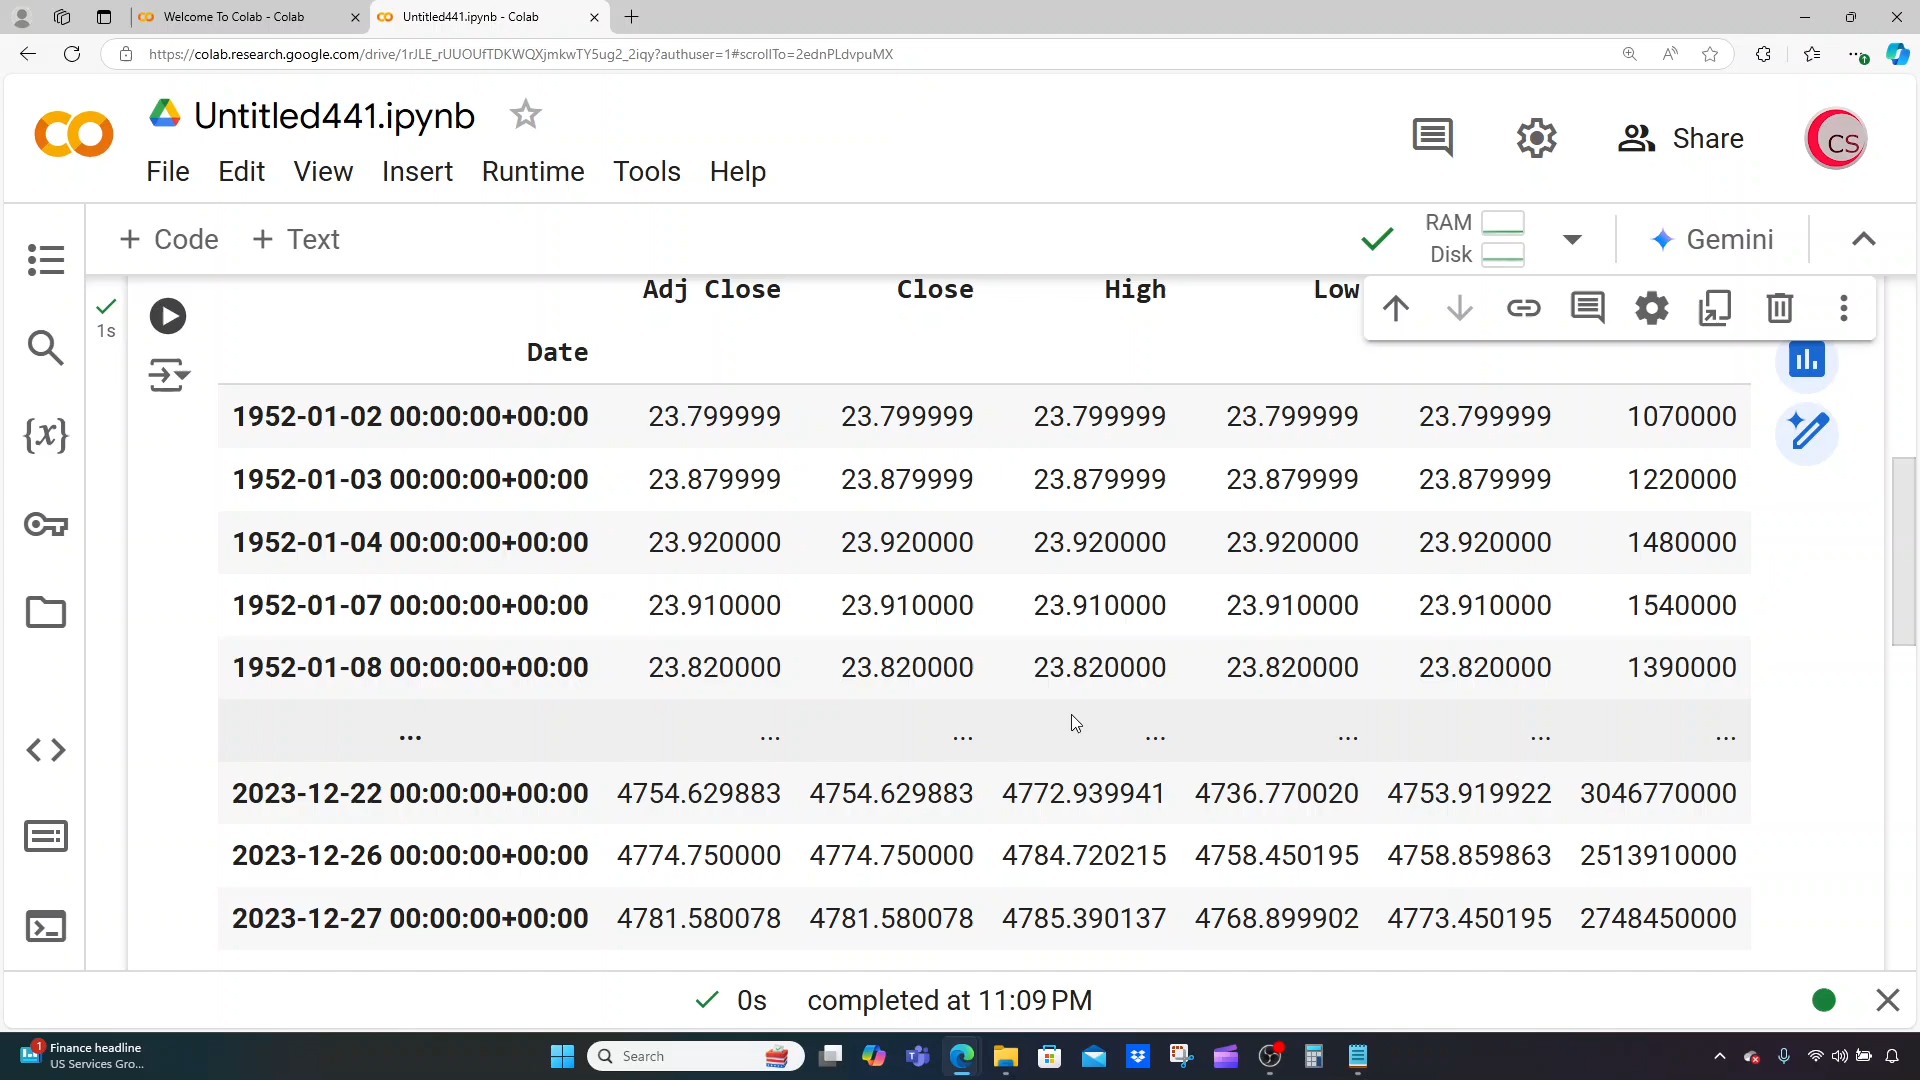 Welcome To Colab - Colab
Untitled441.ipynb - Colab
https://colab.research.google.com/drive/1rJLE_rUUOUfTDKWQXjmkwTY5ug2_2iqy?authuser=1#scrollTo=2ednPLdvpuMX
Untitled441.ipynb
File Edit View Insert Runtime Tools Help
Share
CS
+ Code + Text
RAM
Disk
Gemini
1s
Adj Close Close High Low
Date
1952-01-02 00:00:00+00:00 23.799999 23.799999 23.799999 23.799999 23.799999 1070000
1952-01-03 00:00:00+00:00 23.879999 23.879999 23.879999 23.879999 23.879999 1220000
1952-01-04 00:00:00+00:00 23.920000 23.920000 23.920000 23.920000 23.920000 1480000
1952-01-07 00:00:00+00:00 23.910000 23.910000 23.910000 23.910000 23.910000 1540000
1952-01-08 00:00:00+00:00 23.820000 23.820000 23.820000 23.820000 23.820000 1390000
... ... ... ... ... ... ...
2023-12-22 00:00:00+00:00 4754.629883 4754.629883 4772.939941 4736.770020 4753.919922 3046770000
2023-12-26 00:00:00+00:00 4774.750000 4774.750000 4784.720215 4758.450195 4758.859863 2513910000
2023-12-27 00:00:00+00:00 4781.580078 4781.580078 4785.390137 4768.899902 4773.450195 2748450000
0s completed at 11:09 PM
1
Finance headline
US Services Gro...
Search